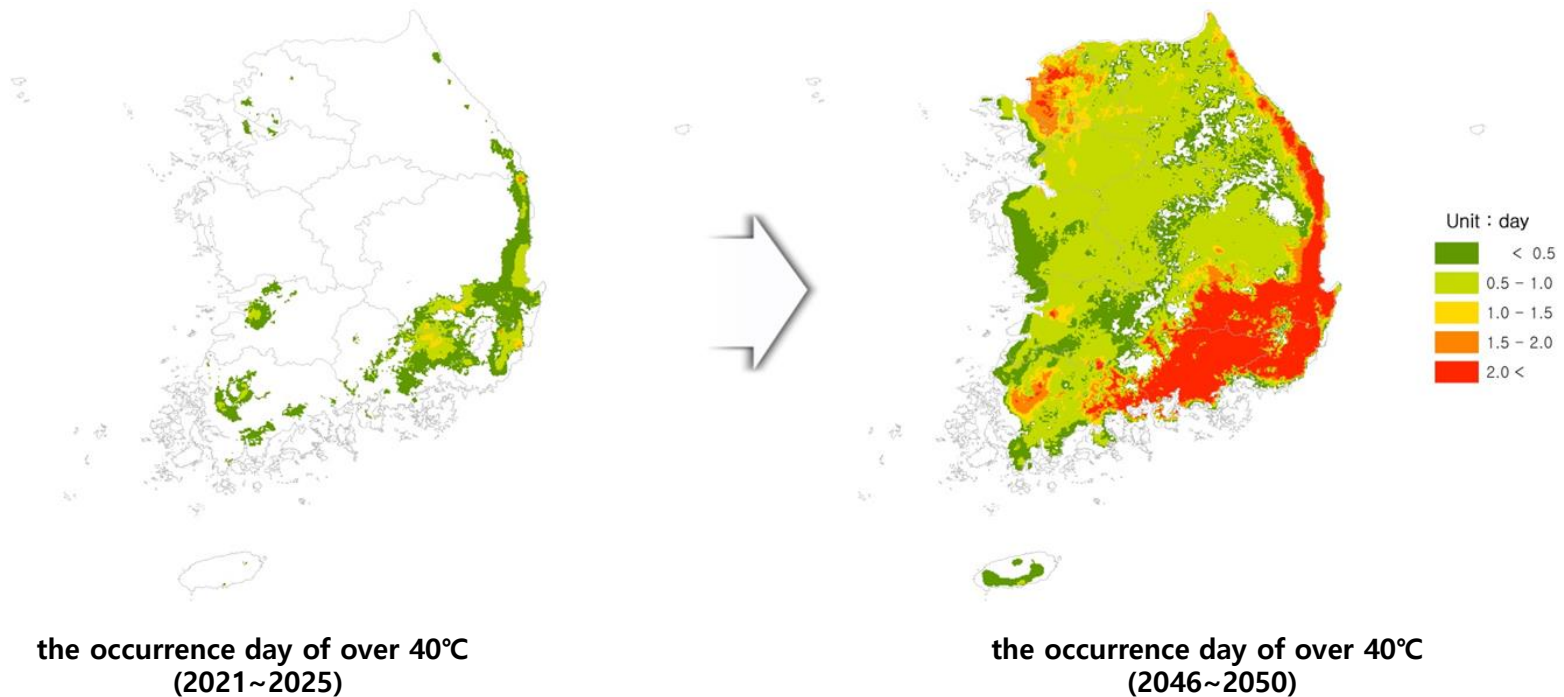 Unit : day
< 0.5
0.5 - 1.0
1.0 - 1.5
1.5 - 2.0
2.0 <
the occurrence day of over 40℃
(2021~2025)
the occurrence day of over 40℃
(2046~2050)